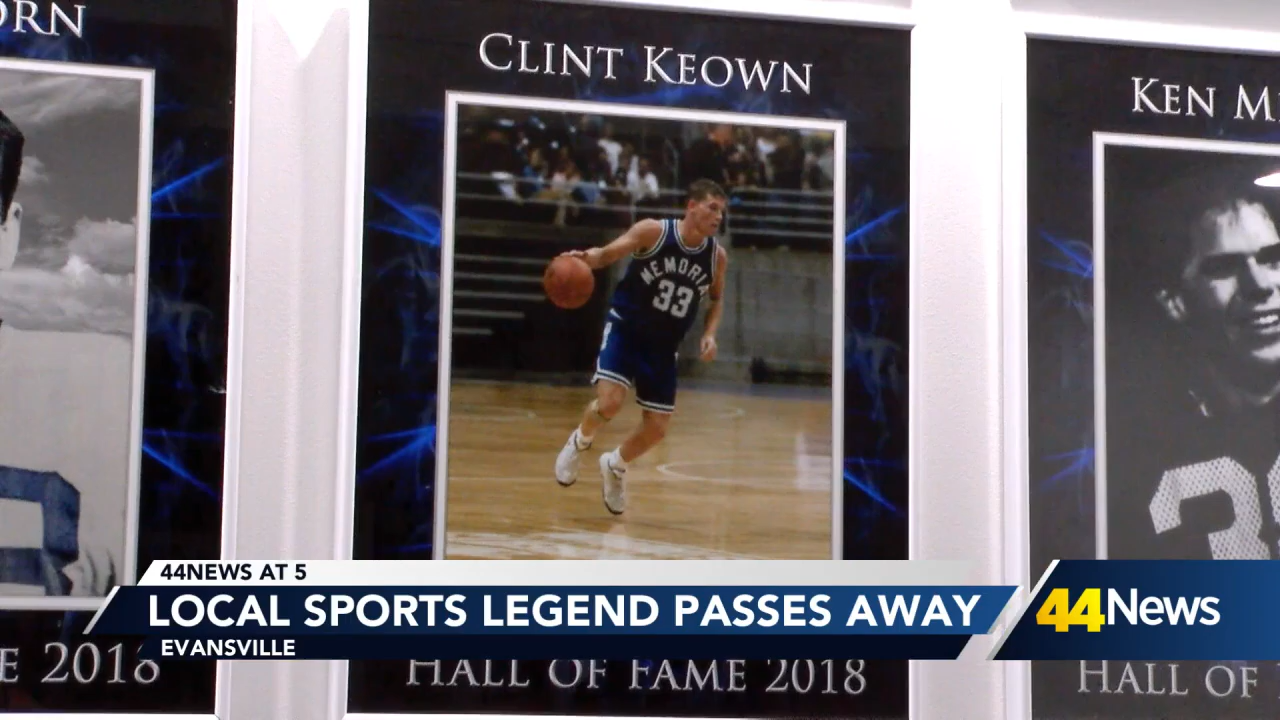 CLINT KEOWN
KEN
MEMORIA
33
44NEWS AT 5
LOCAL SPORTS LEGEND PASSES AWAY
EVANSVILLE
44News
2018
HALL OF FAME 2018
HALL OF